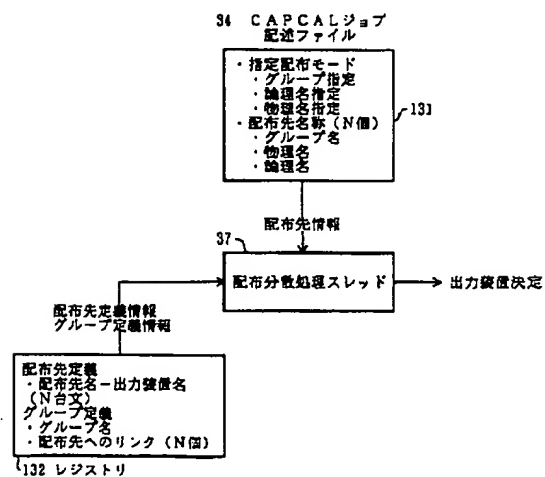 34 CAPCALジョブ
記述ファイル
・指定配布モード
・グループ指定
・論理名指定
・物理名指定
・配布先名称(N個)
・グループ名
・物理名
・論理名
131
配布先情報
37
配布分散処理スレッド
出力装置決定
配布先定義情報
グループ定義情報
配布先定義
・配布先名-出力装置名
(N台文)
グループ定義
・グループ名
・配布先へのリンク(N個)
132 レジストリ